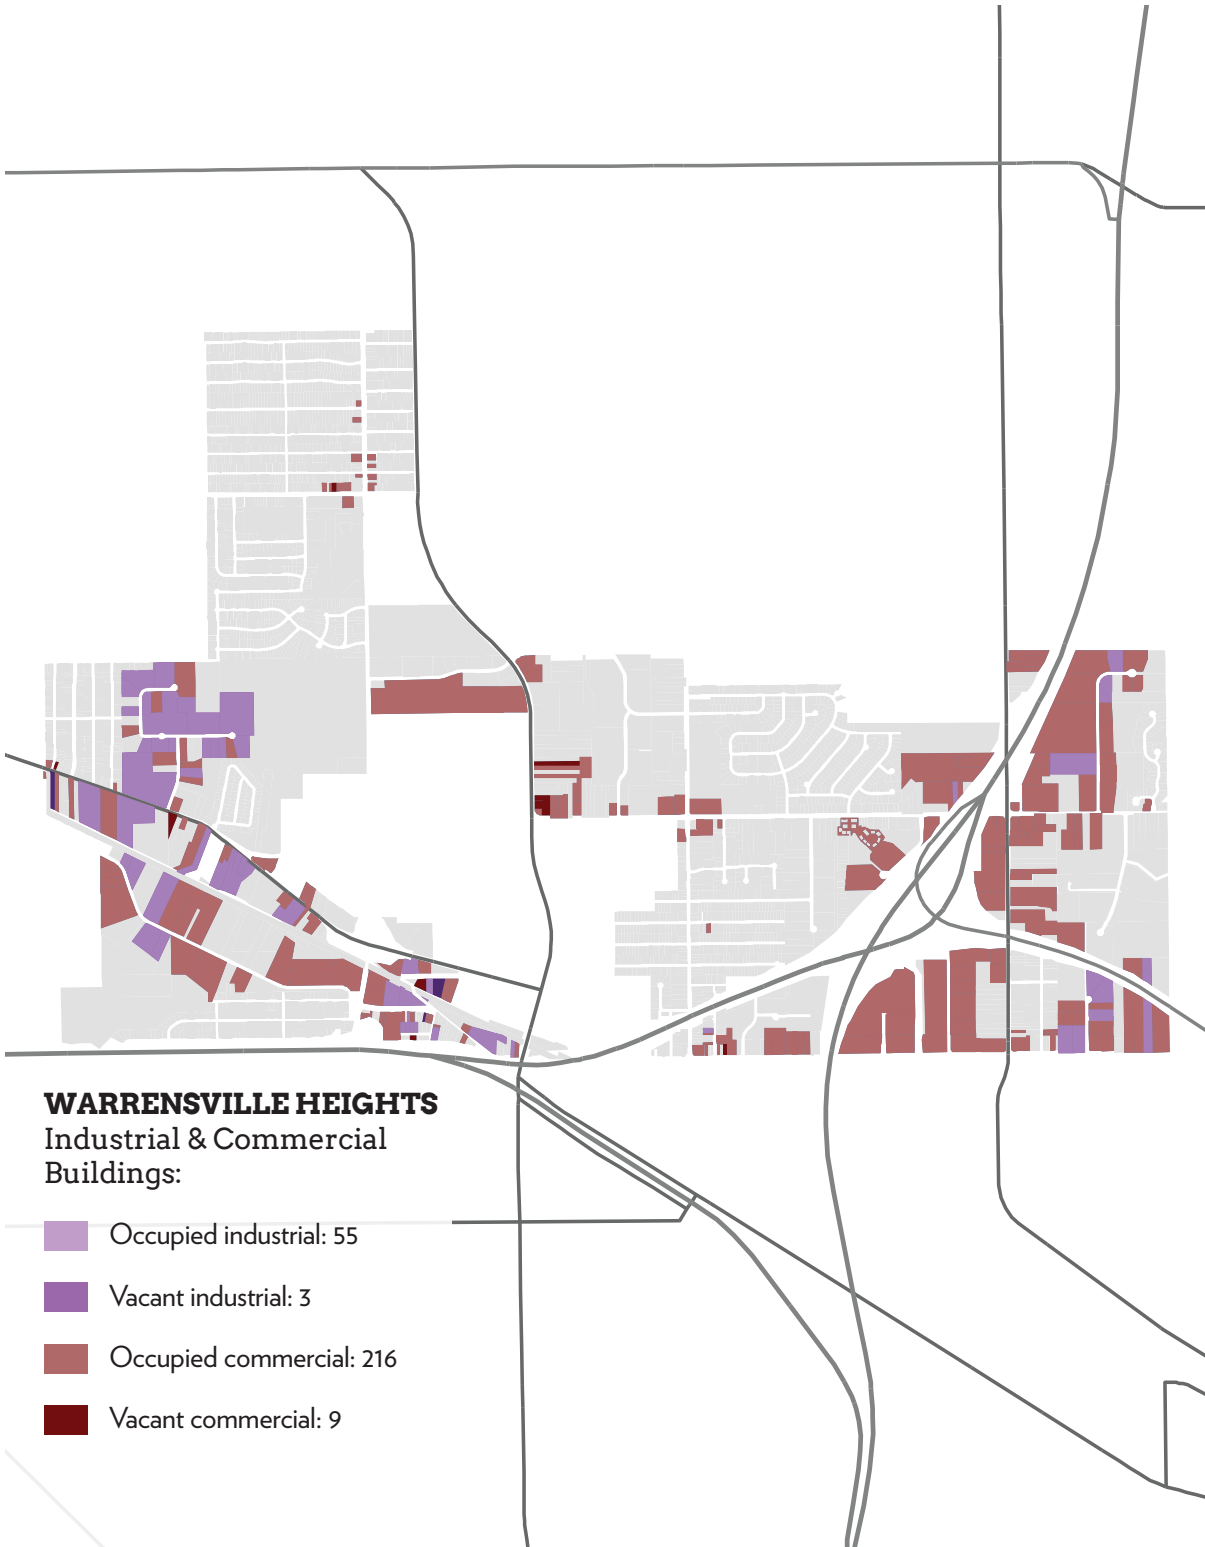 WARRENSVILLE HEIGHTS
Industrial & Commercial
Buildings:
Occupied industrial: 55
Vacant industrial: 3
Occupied commercial: 216
Vacant commercial: 9